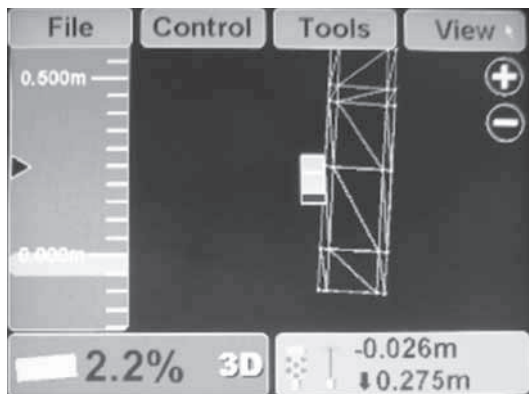 File Control Tools View
0.500m
0.000m
2.2% 3D
-0.026m
⬇0.275m